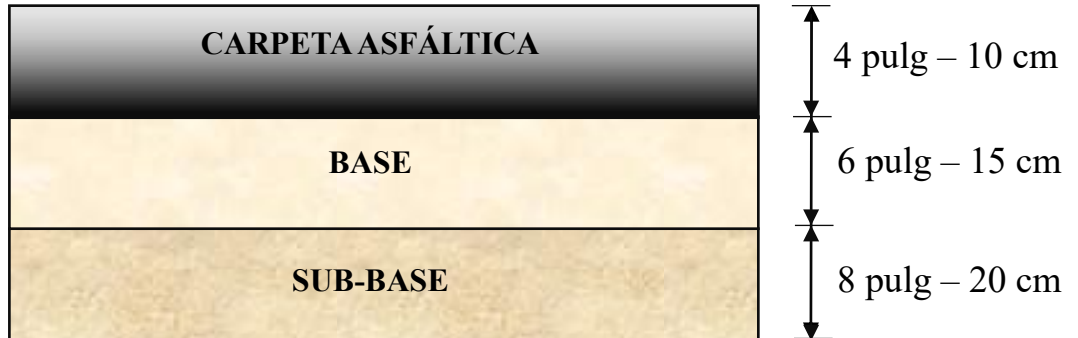 CARPETA ASFÁLTICA
4 pulg – 10 cm
BASE
6 pulg – 15 cm
SUB-BASE
8 pulg – 20 cm